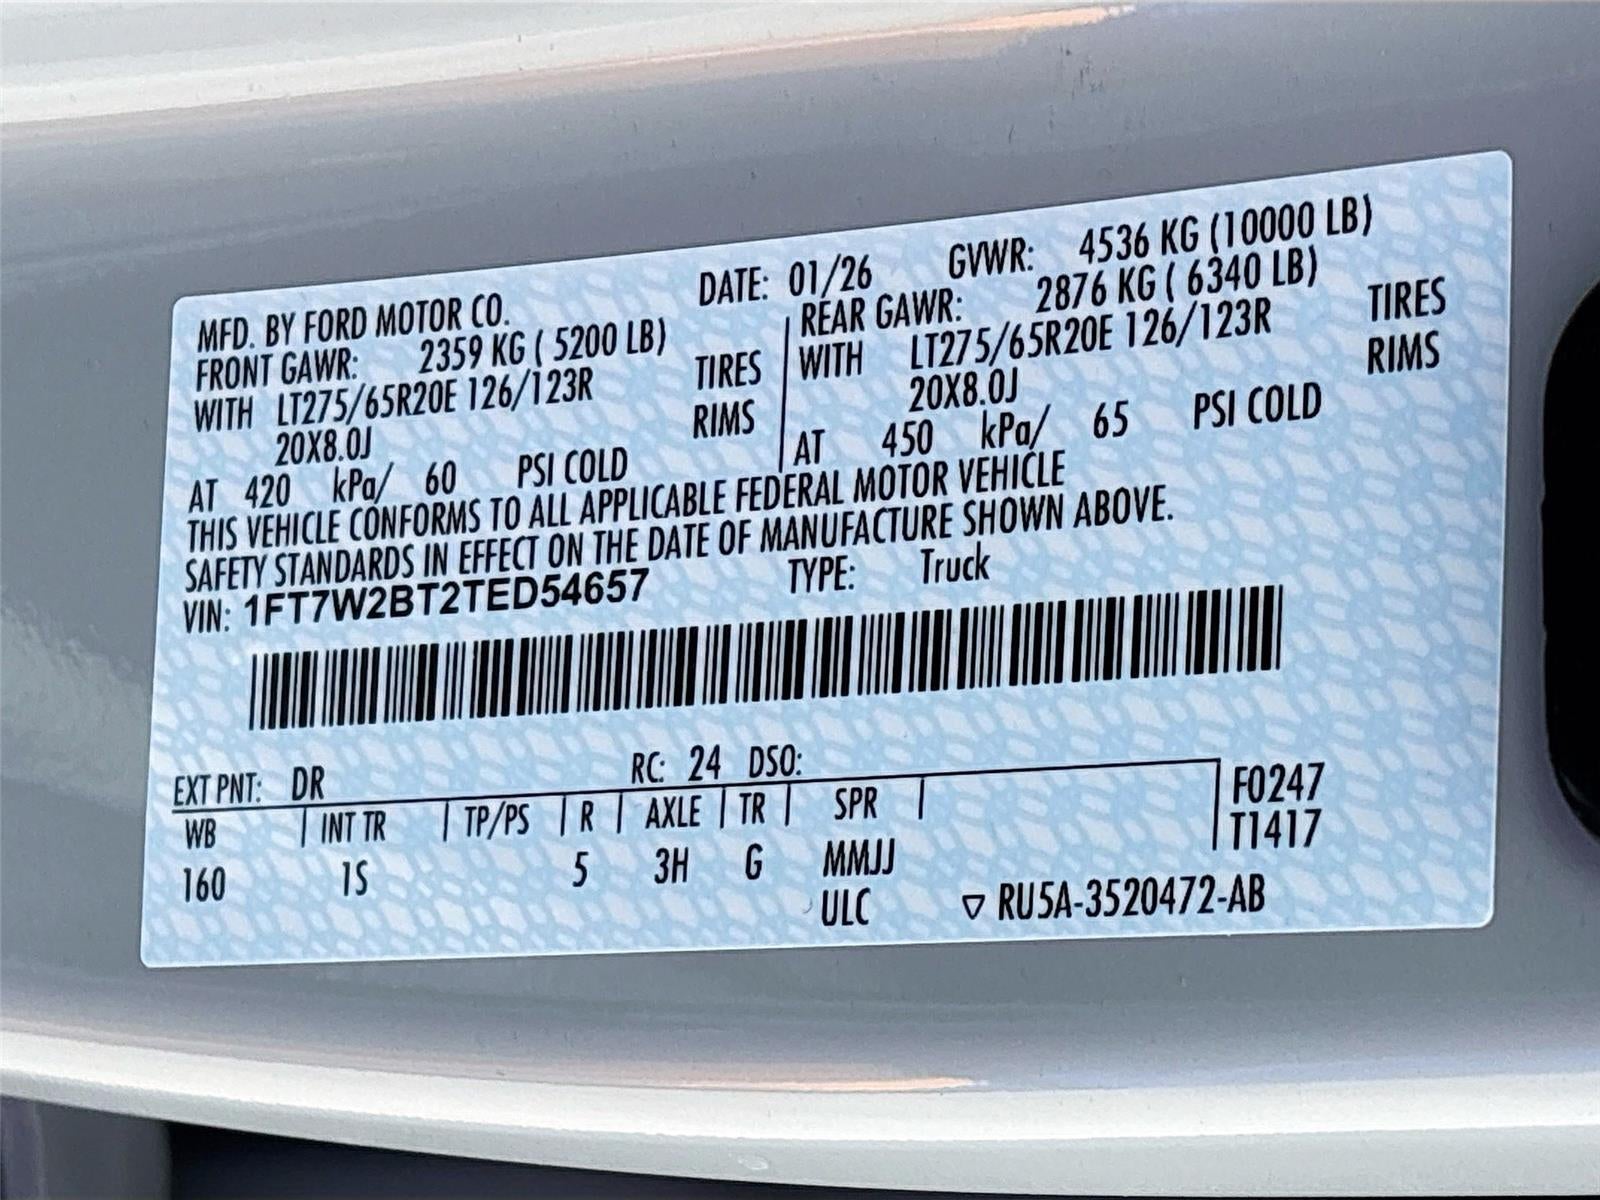 MFD. BY FORD MOTOR CO. DATE: 01/26 GVWR: 4536 KG (10000 LB)
FRONT GAWR: 2359 KG ( 5200 LB) REAR GAWR: 2876 KG ( 6340 LB)
WITH LT275/65R20E 126/123R TIRES WITH LT275/65R20E 126/123R TIRES
20X8.0J RIMS 20X8.0J RIMS
AT 420 kPa/ 60 PSI COLD AT 450 kPa/ 65 PSI COLD
THIS VEHICLE CONFORMS TO ALL APPLICABLE FEDERAL MOTOR VEHICLE
SAFETY STANDARDS IN EFFECT ON THE DATE OF MANUFACTURE SHOWN ABOVE.
VIN: 1FT7W2BT2TED54657 TYPE: Truck
EXT PNT: DR RC: 24 DSO:
WB INT TR TP/PS R AXLE TR SPR F0247
T1417
160 1S 5 3H G MMJJ
ULC ▽ RU5A-3520472-AB